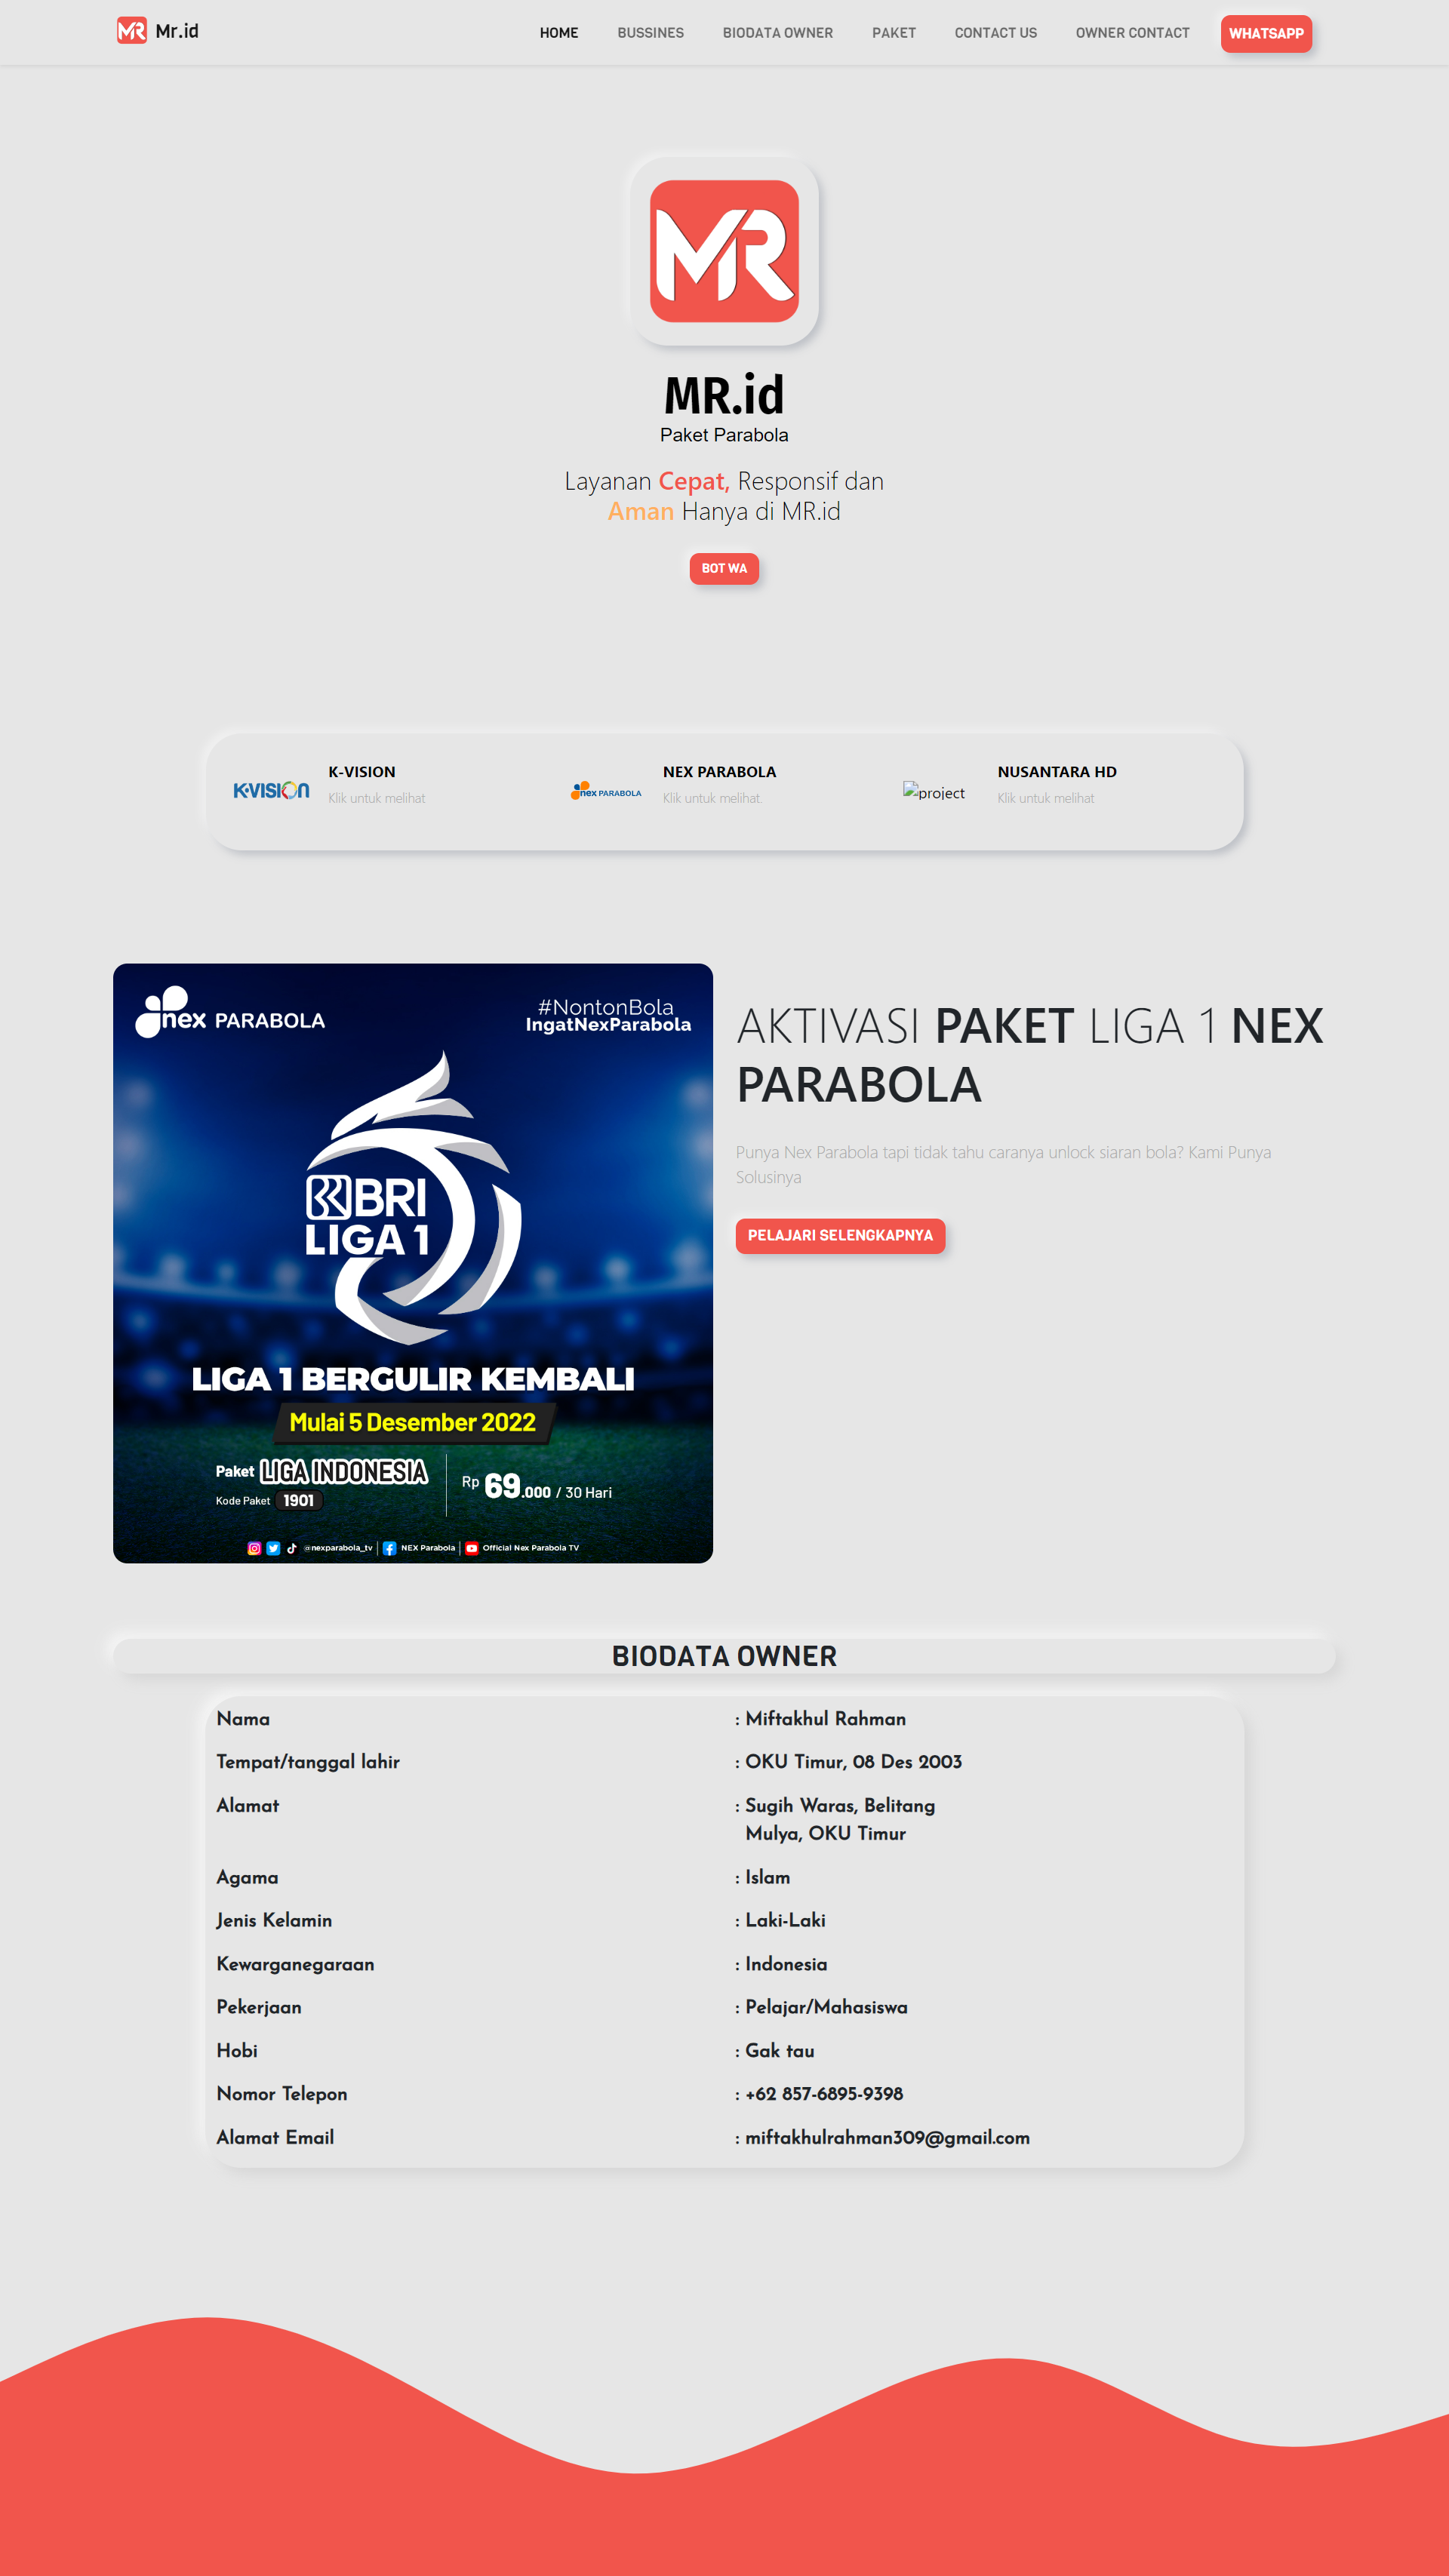 MR Mr.id
HOME BUSSINES BIODATA OWNER PAKET CONTACT US OWNER CONTACT WHATSAPP
MR
MR.id
Paket Parabola
Layanan Cepat, Responsif dan
Aman Hanya di MR.id
BOT WA
K-VISION
K-VISION
Klik untuk melihat
nex PARABOLA
NEX PARABOLA
Klik untuk melihat.
project
NUSANTARA HD
Klik untuk melihat
nex PARABOLA
#NontonBola
IngatNexParabola
BRI
LIGA 1
LIGA 1 BERGULIR KEMBALI
Mulai 5 Desember 2022
Paket LIGA INDONESIA
Kode Paket 1901
Rp 69.000 / 30 Hari
@nexparabola_tv | NEX Parabola | Official Nex Parabola TV
AKTIVASI PAKET LIGA 1 NEX
PARABOLA
Punya Nex Parabola tapi tidak tahu caranya unlock siaran bola? Kami Punya
Solusinya
PELAJARI SELENGKAPNYA
BIODATA OWNER
Nama : Miftakhul Rahman
Tempat/tanggal lahir : OKU Timur, 08 Des 2003
Alamat : Sugih Waras, Belitang
Mulya, OKU Timur
Agama : Islam
Jenis Kelamin : Laki-Laki
Kewarganegaraan : Indonesia
Pekerjaan : Pelajar/Mahasiswa
Hobi : Gak tau
Nomor Telepon : +62 857-6895-9398
Alamat Email : miftakhulrahman309@gmail.com